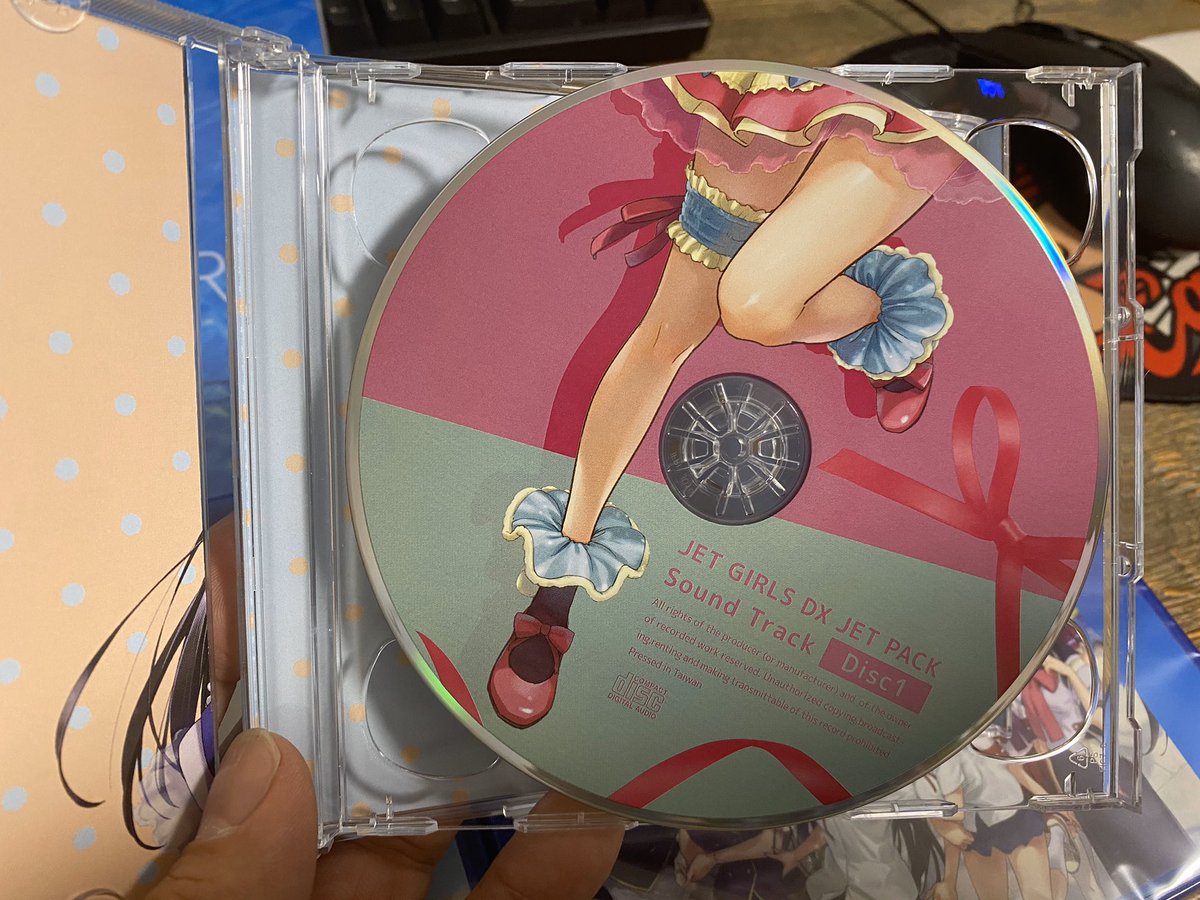 R
JET GIRLS DX JET PACK
Sound Track Disc1
All rights of the producer (or manufacturer) and of the owner
of recorded work reserved. Unauthorized copying,broadcast-
ing,renting and making transmittable of this record prohibited.
Pressed in Taiwan
COMPACT
disc
DIGITAL AUDIO